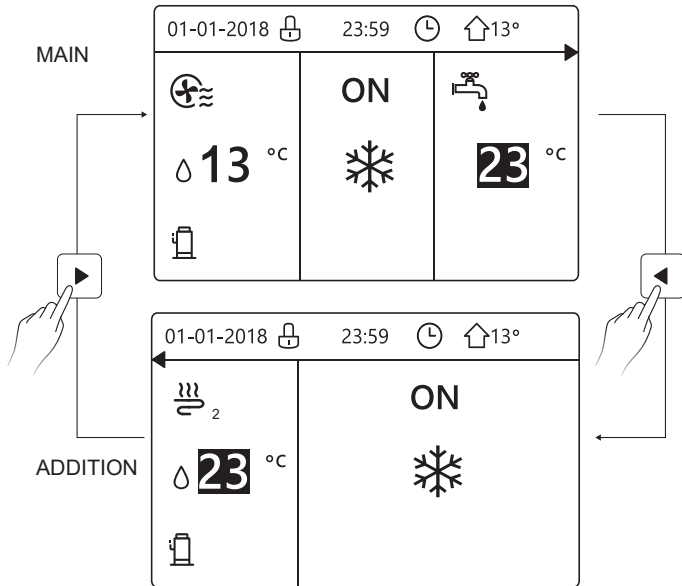 01-01-2018 23:59 13°
MAIN
ON
13 °C
23 °C
01-01-2018 23:59 13°
2
ON
ADDITION
23 °C